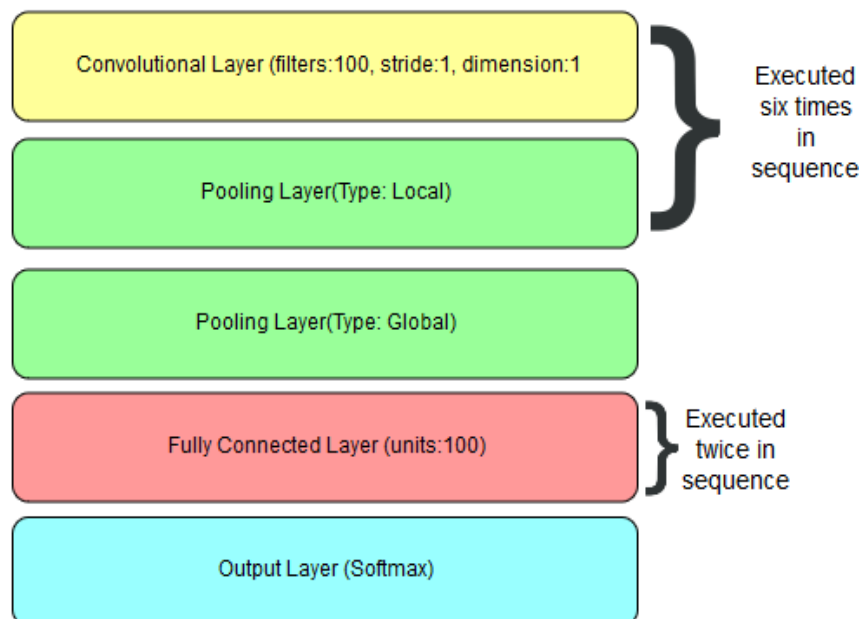 Convolutional Layer (filters:100, stride:1, dimension:1
Executed
six times
in
sequence
Pooling Layer(Type: Local)
Pooling Layer(Type: Global)
Fully Connected Layer (units:100)
Executed
twice in
sequence
Output Layer (Softmax)